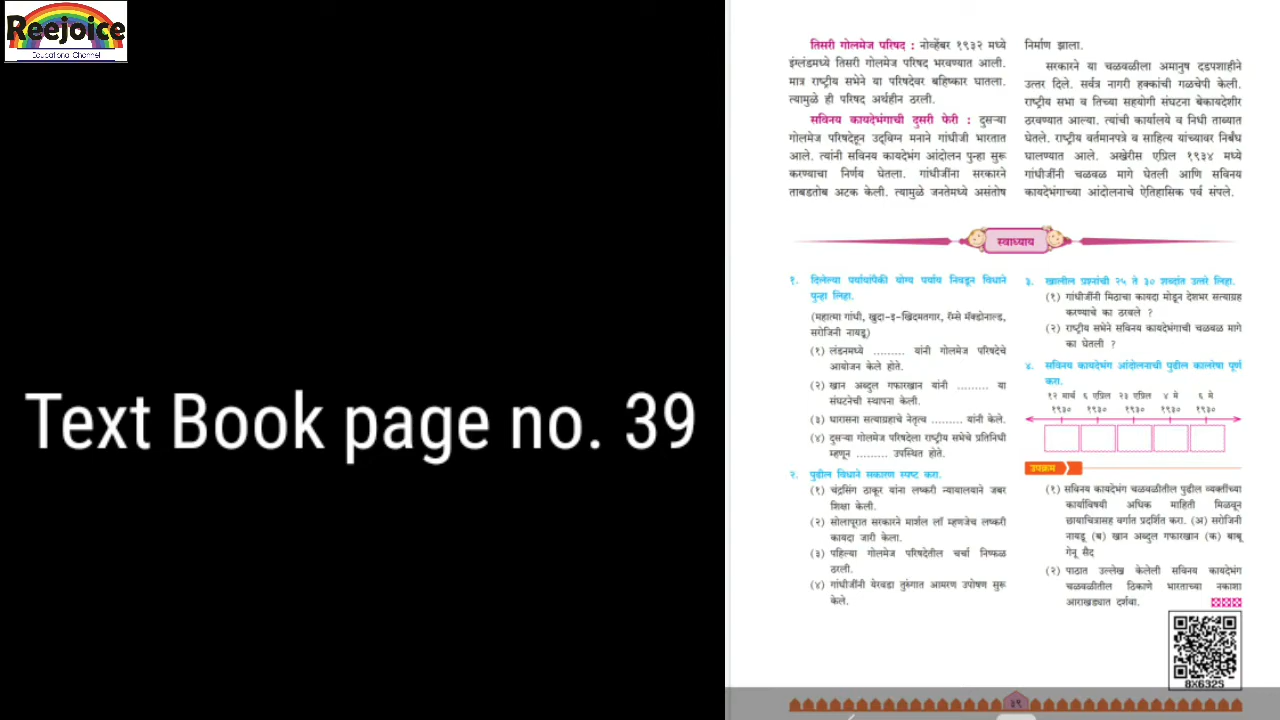 Reejoice
Educational Channel
Text Book page no. 39
तिसरी गोलमेज परिषद : नोव्हेंबर १९३२ मध्ये
इंग्लंडमध्ये तिसरी गोलमेज परिषद भरवण्यात आली.
मात्र राष्ट्रीय सभेने या परिषदेवर बहिष्कार घातला.
त्यामुळे ही परिषद अर्थहीन ठरली.
सविनय कायदेभंगाची दुसरी फेरी : दुसऱ्या
गोलमेज परिषदेहून उद्‌विग्न मनाने गांधीजी भारतात
आले. त्यांनी सविनय कायदेभंग आंदोलन पुन्हा सुरू
करण्याचा निर्णय घेतला. गांधीजींना सरकारने
ताबडतोब अटक केली. त्यामुळे जनतेमध्ये असंतोष
निर्माण झाला.
सरकारने या चळवळीला अमानुष दडपशाहीने
उत्तर दिले. सर्वत्र नागरी हक्कांची गळचेपी केली.
राष्ट्रीय सभा व तिच्या सहयोगी संघटना बेकायदेशीर
ठरवण्यात आल्या. त्यांची कार्यालये व निधी ताब्यात
घेतले. राष्ट्रीय वर्तमानपत्रे व साहित्य यांच्यावर निर्बंध
घालण्यात आले. अखेरीस एप्रिल १९३४ मध्ये
गांधीजींनी चळवळ मागे घेतली आणि सविनय
कायदेभंगाच्या आंदोलनाचे ऐतिहासिक पर्व संपले.
स्वाध्याय
१. दिलेल्या पर्यायांपैकी योग्य पर्याय निवडून विधाने
पुन्हा लिहा.
(महात्मा गांधी, खुदा-इ-खिदमतगार, रॅम्से मॅक्डोनाल्ड,
सरोजिनी नायडू)
(१) लंडनमध्ये ......... यांनी गोलमेज परिषदेचे
आयोजन केले होते.
(२) खान अब्दुल गफारखान यांनी ......... या
संघटनेची स्थापना केली.
(३) धारासना सत्याग्रहाचे नेतृत्व ......... यांनी केले.
(४) दुसऱ्या गोलमेज परिषदेला राष्ट्रीय सभेचे प्रतिनिधी
म्हणून ......... उपस्थित होते.
२. पुढील विधाने सकारण स्पष्ट करा.
(१) चंद्रसिंग ठाकूर यांना लष्करी न्यायालयाने जबर
शिक्षा केली.
(२) सोलापूरात सरकारने मार्शल लॉ म्हणजेच लष्करी
कायदा जारी केला.
(३) पहिल्या गोलमेज परिषदेतील चर्चा निष्फळ
ठरली.
(४) गांधीजींनी येरवडा तुरुंगात आमरण उपोषण सुरू
केले.
३. खालील प्रश्नांची २५ ते ३० शब्दांत उत्तरे लिहा.
(१) गांधीजींनी मिठाचा कायदा मोडून देशभर सत्याग्रह
करण्याचे का ठरवले ?
(२) राष्ट्रीय सभेने सविनय कायदेभंगाची चळवळ मागे
का घेतली ?
४. सविनय कायदेभंग आंदोलनाची पुढील कालरेषा पूर्ण
करा.
१२ मार्च ६ एप्रिल २३ एप्रिल ४ मे ६ मे
१९३० १९३० १९३० १९३० १९३०
उपक्रम
(१) सविनय कायदेभंग चळवळीतील पुढील व्यक्तींच्या
कार्याविषयी अधिक माहिती मिळवून
छायाचित्रासह वर्गात प्रदर्शित करा. (अ) सरोजिनी
नायडू (ब) खान अब्दुल गफारखान (क) बाबू
गेनू सैद
(२) पाठात उल्लेख केलेली सविनय कायदेभंग
चळवळीतील ठिकाणे भारताच्या नकाशा
आराखड्यात दर्शवा.
8X632S
३९